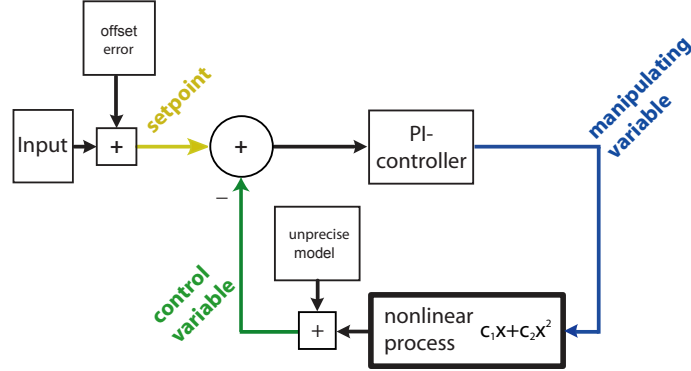 offset
error
setpoint
manipulating
variable
Input
+
+
PI-
controller
–
unprecise
model
control
variable
+
nonlinear
process
c₁x+c₂x²